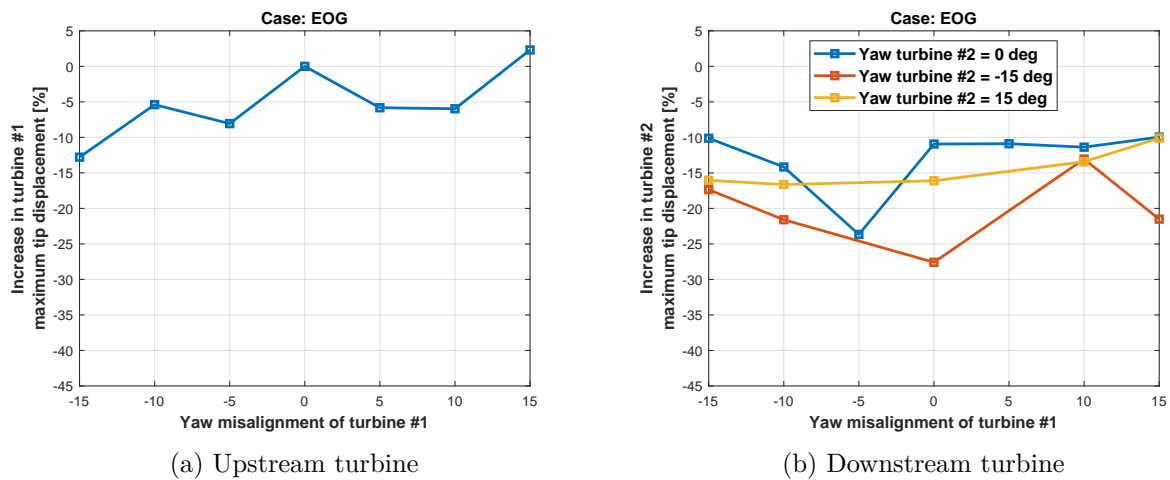 Case: EOG
5
0
-5
-10
-15
-20
-25
-30
-35
-40
-45
-15
-10
-5
0
5
10
15
Increase in turbine #1
maximum tip displacement [%]
Yaw misalignment of turbine #1
(a) Upstream turbine
Case: EOG
Yaw turbine #2 = 0 deg
Yaw turbine #2 = -15 deg
Yaw turbine #2 = 15 deg
5
0
-5
-10
-15
-20
-25
-30
-35
-40
-45
-15
-10
-5
0
5
10
15
Increase in turbine #2
maximum tip displacement [%]
Yaw misalignment of turbine #1
(b) Downstream turbine